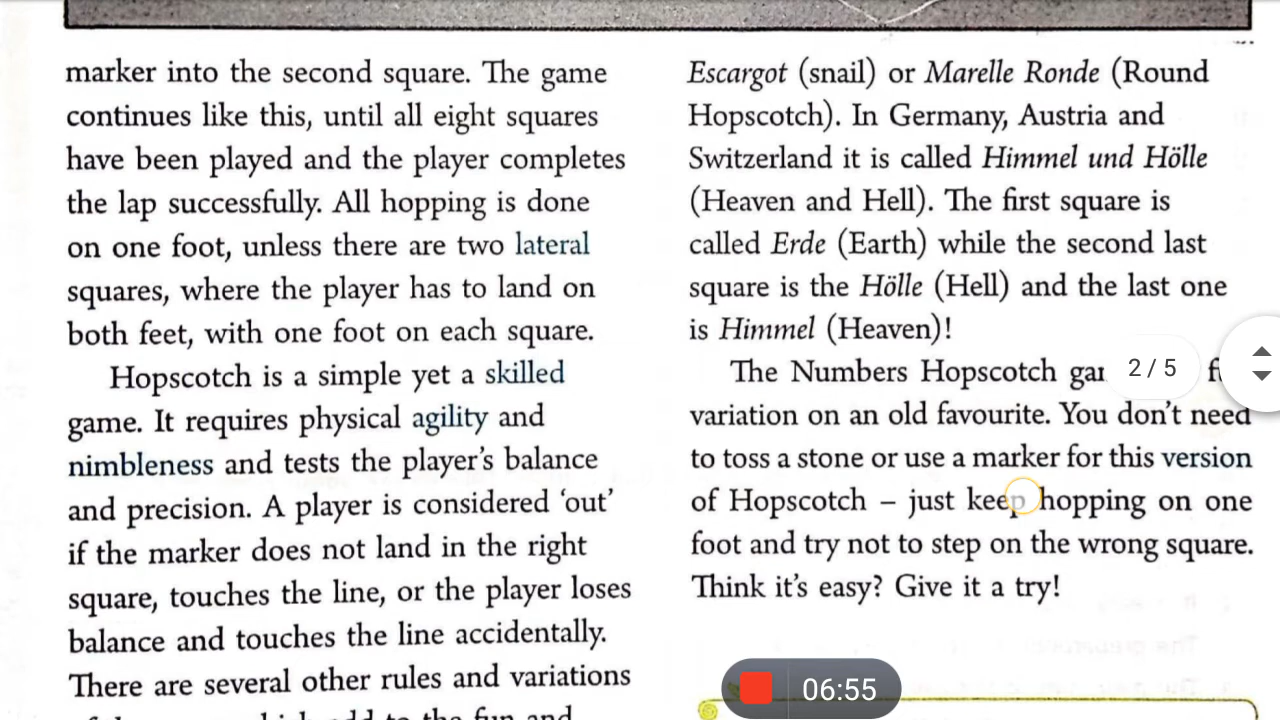 marker into the second square. The game
continues like this, until all eight squares
have been played and the player completes
the lap successfully. All hopping is done
on one foot, unless there are two lateral
squares, where the player has to land on
both feet, with one foot on each square.
Hopscotch is a simple yet a skilled
game. It requires physical agility and
nimbleness and tests the player's balance
and precision. A player is considered ‘out’
if the marker does not land in the right
square, touches the line, or the player loses
balance and touches the line accidentally.
There are several other rules and variations
to the fun and
Escargot (snail) or Marelle Ronde (Round
Hopscotch). In Germany, Austria and
Switzerland it is called Himmel und Hölle
(Heaven and Hell). The first square is
called Erde (Earth) while the second last
square is the Hölle (Hell) and the last one
is Himmel (Heaven)!
The Numbers Hopscotch
variation on an old favourite. You don't need
to toss a stone or use a marker for this version
of Hopscotch – just keep hopping on one
foot and try not to step on the wrong square.
Think it's easy? Give it a try!
2 / 5
06:55